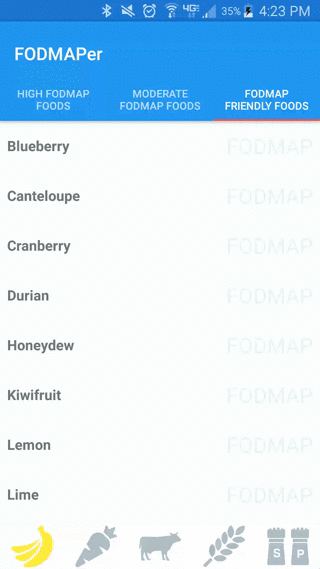 4G 35% 4:23 PM
FODMAPer
HIGH FODMAP
FOODS
MODERATE
FODMAP FOODS
FODMAP
FRIENDLY FOODS
Blueberry FODMAP
Canteloupe FODMAP
Cranberry FODMAP
Durian FODMAP
Honeydew FODMAP
Kiwifruit FODMAP
Lemon FODMAP
Lime FODMAP
S P